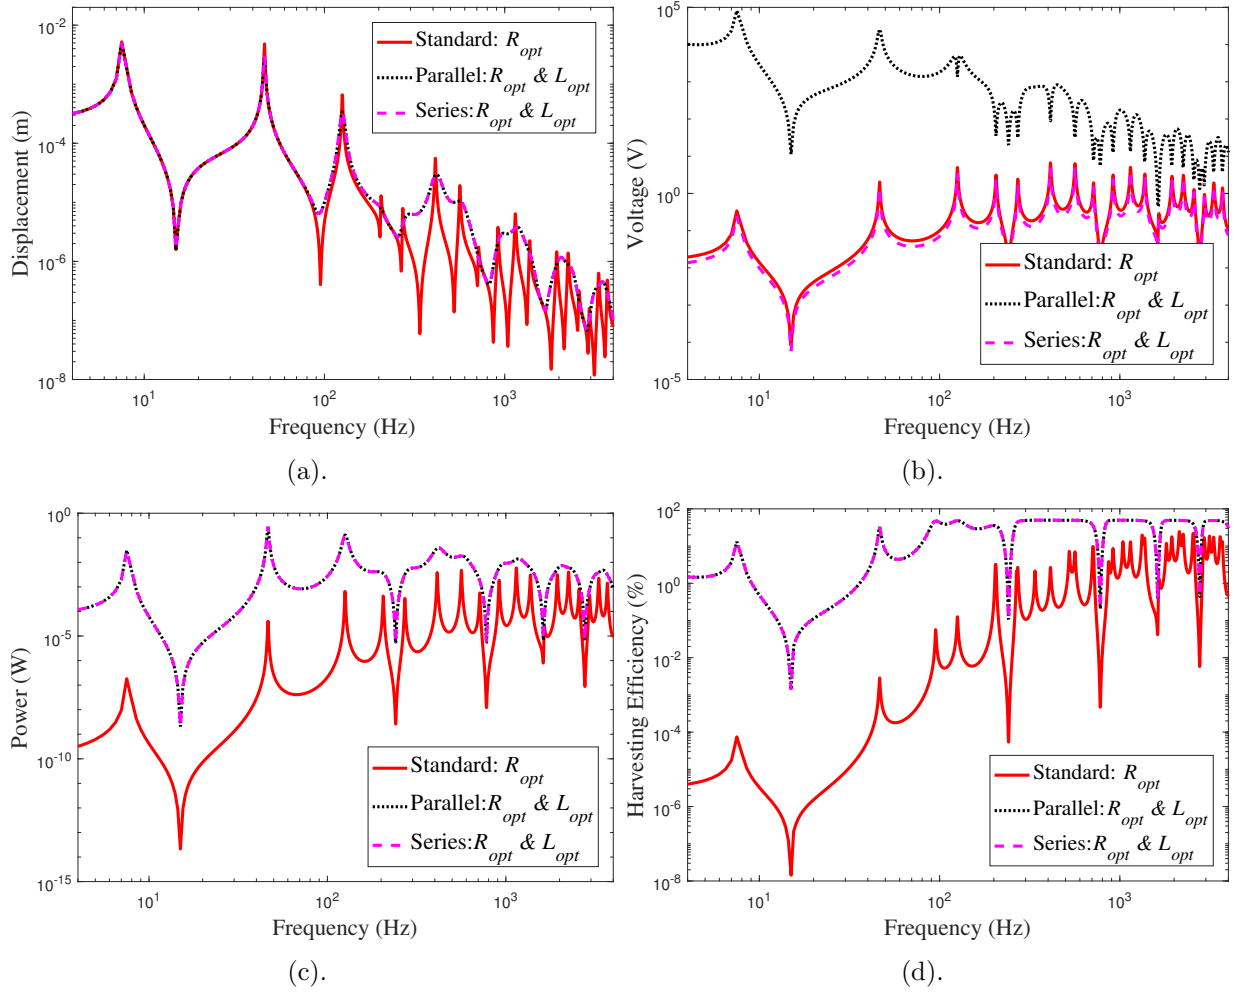 10^-2
10^-4
10^-6
10^-8
Displacement (m)
10^1
10^2
10^3
Frequency (Hz)
Standard: R_opt
Parallel:R_opt & L_opt
Series:R_opt & L_opt
(a).
10^5
10^0
10^-5
Voltage (V)
10^1
10^2
10^3
Frequency (Hz)
Standard: R_opt
Parallel:R_opt & L_opt
Series:R_opt & L_opt
(b).
10^0
10^-5
10^-10
10^-15
Power (W)
10^1
10^2
10^3
Frequency (Hz)
Standard: R_opt
Parallel:R_opt & L_opt
Series:R_opt & L_opt
(c).
10^2
10^0
10^-2
10^-4
10^-6
10^-8
Harvesting Efficiency (%)
10^1
10^2
10^3
Frequency (Hz)
Standard: R_opt
Parallel:R_opt & L_opt
Series:R_opt & L_opt
(d).